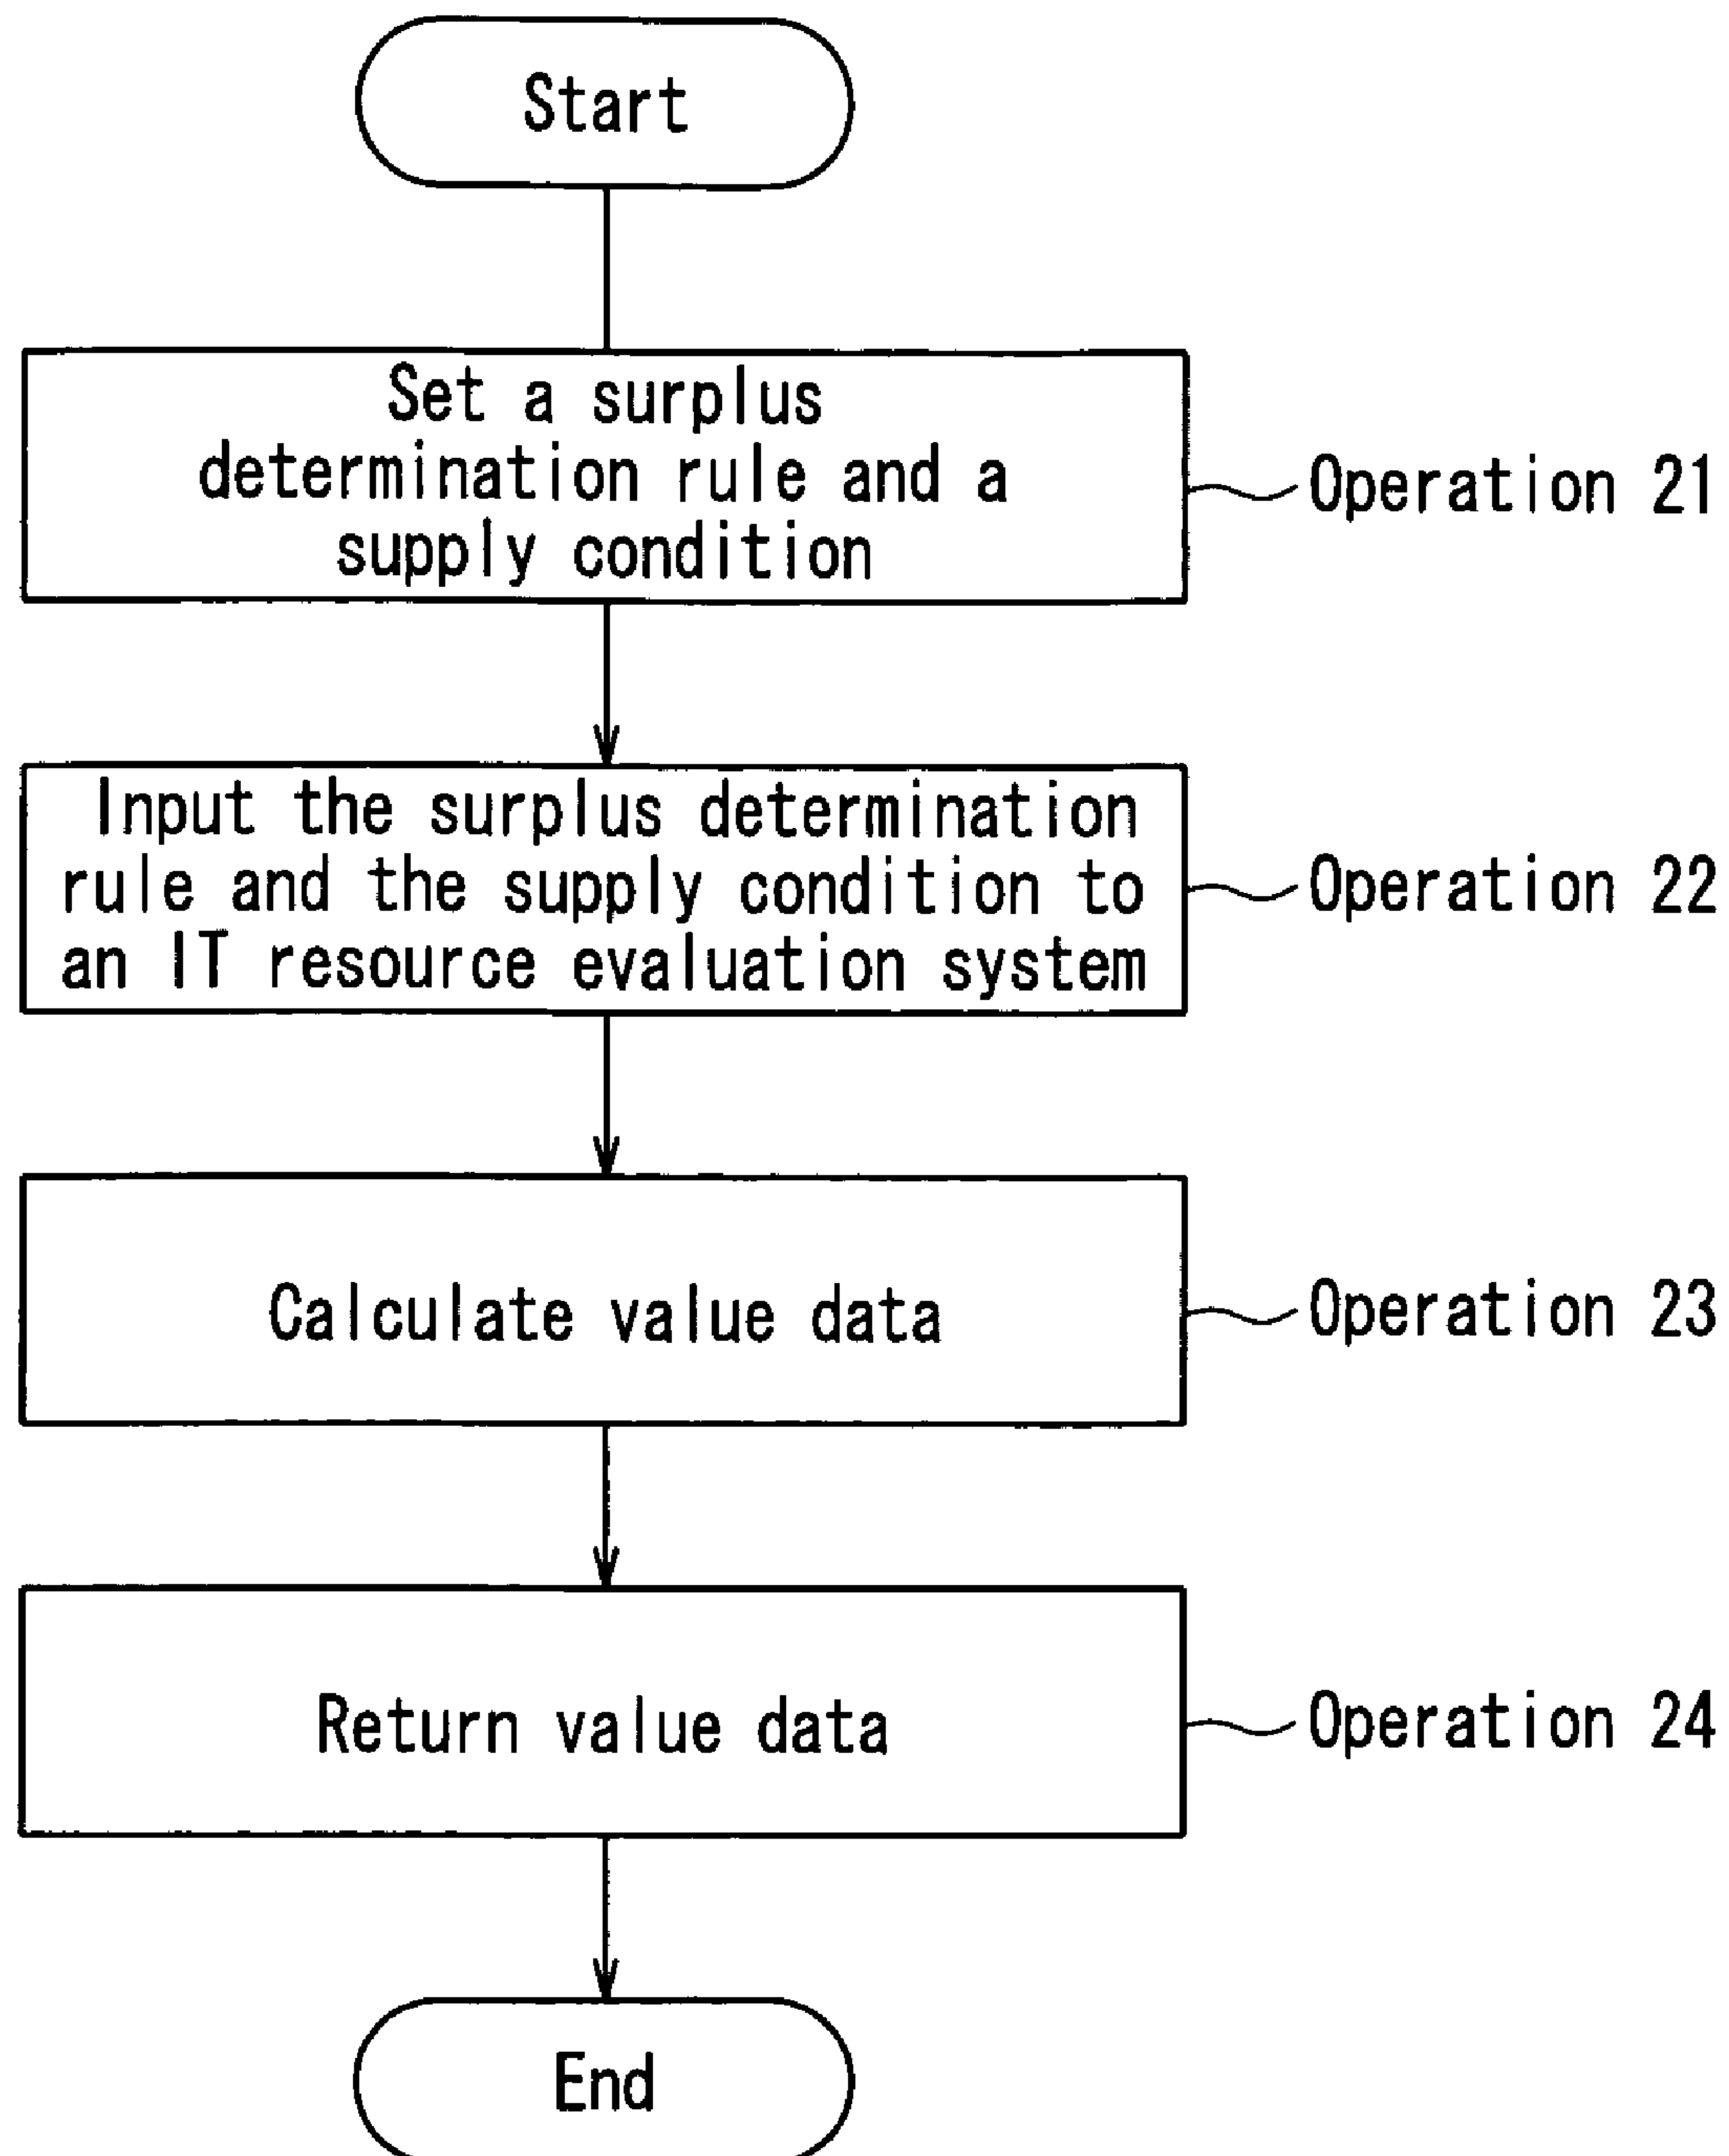 Start
Set a surplus
determination rule and a
supply condition
Operation 21
Input the surplus determination
rule and the supply condition to
an IT resource evaluation system
Operation 22
Calculate value data
Operation 23
Return value data
Operation 24
End